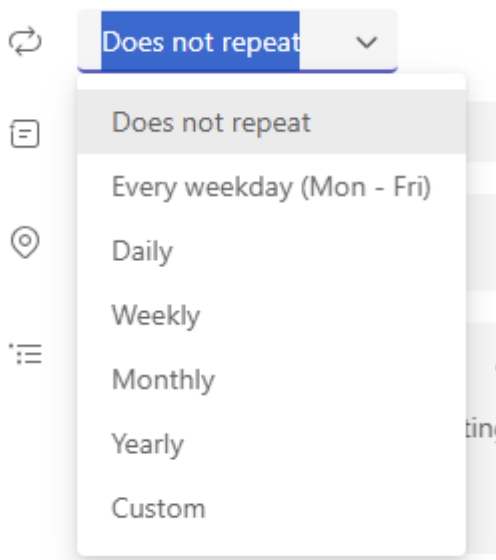 Does not repeat
Does not repeat
Every weekday (Mon - Fri)
Daily
Weekly
Monthly
Yearly
Custom